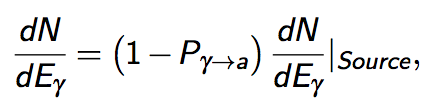 dN/dE_γ = (1 − P_{γ→a}) dN/dE_γ |_{Source},